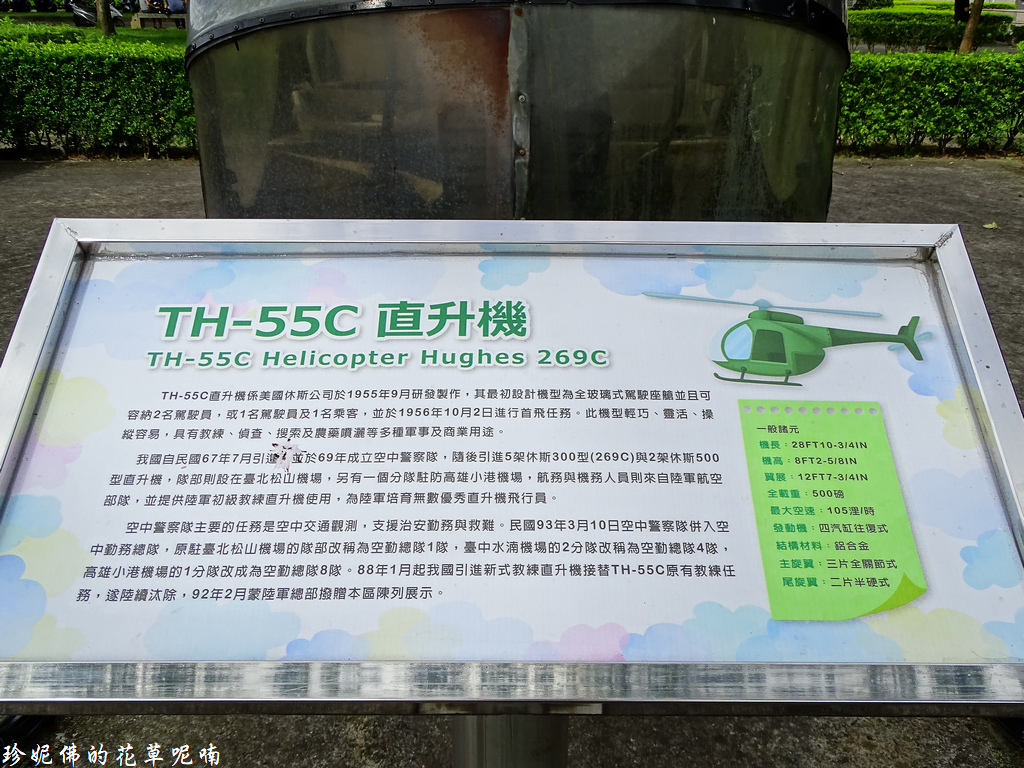 TH-55C 直升機
TH-55C Helicopter Hughes 269C
TH-55C直升機係美國休斯公司於1955年9月研發製作，其最初設計機型為全玻璃式駕駛座艙並且可
容納2名駕駛員，或1名駕駛員及1名乘客，並於1956年10月2日進行首飛任務。此機型輕巧、靈活、操
縱容易，具有教練、偵查、搜索及農藥噴灑等多種軍事及商業用途。
我國自民國67年7月引進 並於69年成立空中警察隊，隨後引進5架休斯300型(269C)與2架休斯500
型直升機，隊部則設在臺北松山機場，另有一個分隊駐防高雄小港機場，航務與機務人員則來自陸軍航空
部隊，並提供陸軍初級教練直升機使用，為陸軍培育無數優秀直升機飛行員。
空中警察隊主要的任務是空中交通觀測，支援治安勤務與救難。民國93年3月10日空中警察隊併入空
中勤務總隊，原駐臺北松山機場的隊部改稱為空勤總隊1隊，臺中水湳機場的2分隊改稱為空勤總隊4隊，
高雄小港機場的1分隊改成為空勤總隊8隊。88年1月起我國引進新式教練直升機接替TH-55C原有教練任
務，遂陸續汰除，92年2月蒙陸軍總部撥贈本區陳列展示。
一般諸元
機長：28FT10-3/4IN
機高：8FT2-5/8IN
翼展：12FT7-3/4IN
全載重：500磅
最大空速：105浬/時
發動機：四汽缸往復式
結構材料：鋁合金
主旋翼：三片全關節式
尾旋翼：二片半硬式
珍妮佛的花草呢喃